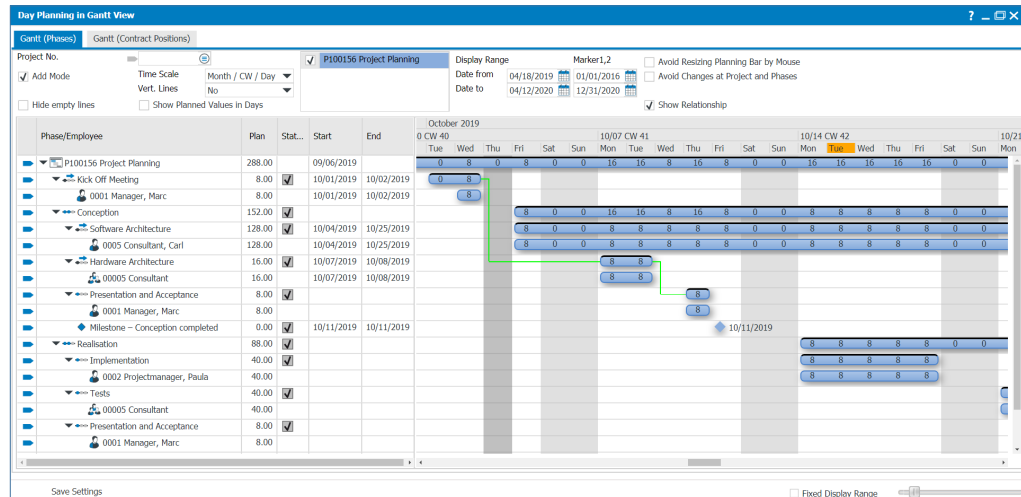 Day Planning in Gantt View
Gantt (Phases) Gantt (Contract Positions)
Project No.
P100156 Project Planning
Display Range Marker1,2
Avoid Resizing Planning Bar by Mouse
Add Mode Time Scale Month / CW / Day
Date from 04/18/2019 01/01/2016
Avoid Changes at Project and Phases
Vert. Lines No
Date to 04/12/2020 12/31/2020
Hide empty lines Show Planned Values in Days
Show Relationship
October 2019
0 CW 40 10/07 CW 41 10/14 CW 42 10/21
Phase/Employee Plan Stat... Start End
Tue Wed Thu Fri Sat Sun Mon Tue Wed Thu Fri Sat Sun Mon Tue Wed Thu Fri Sat Sun Mon
P100156 Project Planning 288.00 09/06/2019 0 8 0 8 0 0 16 16 8 16 8 0 0 16 16 16 16 16 0 0
Kick Off Meeting 8.00 10/01/2019 10/02/2019 0 8
0001 Manager, Marc 8.00 10/01/2019 10/02/2019 8
Conception 152.00 8 0 0 16 16 8 16 8 0 0 8 8 8 8 8 0 0
Software Architecture 128.00 10/04/2019 10/25/2019 8 0 0 8 8 8 8 8 0 0 8 8 8 8 8 0 0
0005 Consultant, Carl 128.00 10/04/2019 10/25/2019 8 0 0 8 8 8 8 8 0 0 8 8 8 8 8 0 0
Hardware Architecture 16.00 10/07/2019 10/08/2019 8 8
00005 Consultant 16.00 10/07/2019 10/08/2019 8 8
Presentation and Acceptance 8.00 8
0001 Manager, Marc 8.00 8
Milestone – Conception completed 0.00 10/11/2019 10/11/2019 10/11/2019
Realisation 88.00 8 8 8 8 8 0 0
Implementation 40.00 8 8 8 8 8
0002 Projectmanager, Paula 40.00 8 8 8 8 8
Tests 40.00
00005 Consultant 40.00
Presentation and Acceptance 8.00
0001 Manager, Marc 8.00
Save Settings
Fixed Display Range